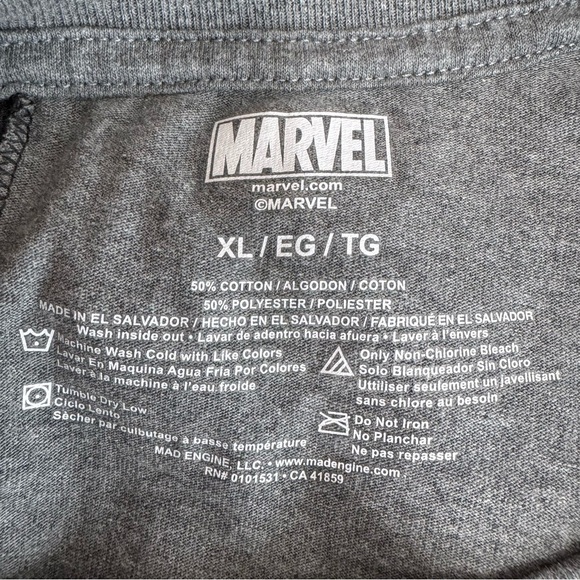 MARVEL
marvel.com
©MARVEL
XL / EG / TG
50% COTTON / ALGODON / COTON
50% POLYESTER / POLIESTER
MADE IN EL SALVADOR / HECHO EN EL SALVADOR / FABRIQUÉ EN EL SALVADOR
Wash inside out • Lavar de adentro hacia afuera • Laver à l'envers
Machine Wash Cold with Like Colors
Lavar En Maquina Agua Fria Por Colores
Laver à la machine à l'eau froide
Only Non-Chlorine Bleach
Solo Blanqueador Sin Cloro
Utiliser seulement un javellisant
sans chlore au besoin
Tumble Dry Low
Ciclo Lento
Sècher par culbutage à basse température
Do Not Iron
No Planchar
Ne pas repasser
MAD ENGINE, LLC. • www.madengine.com
RN# 0101531 • CA 41859